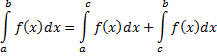 ∫_a^b f(x)dx = ∫_a^c f(x)dx + ∫_c^b f(x)dx